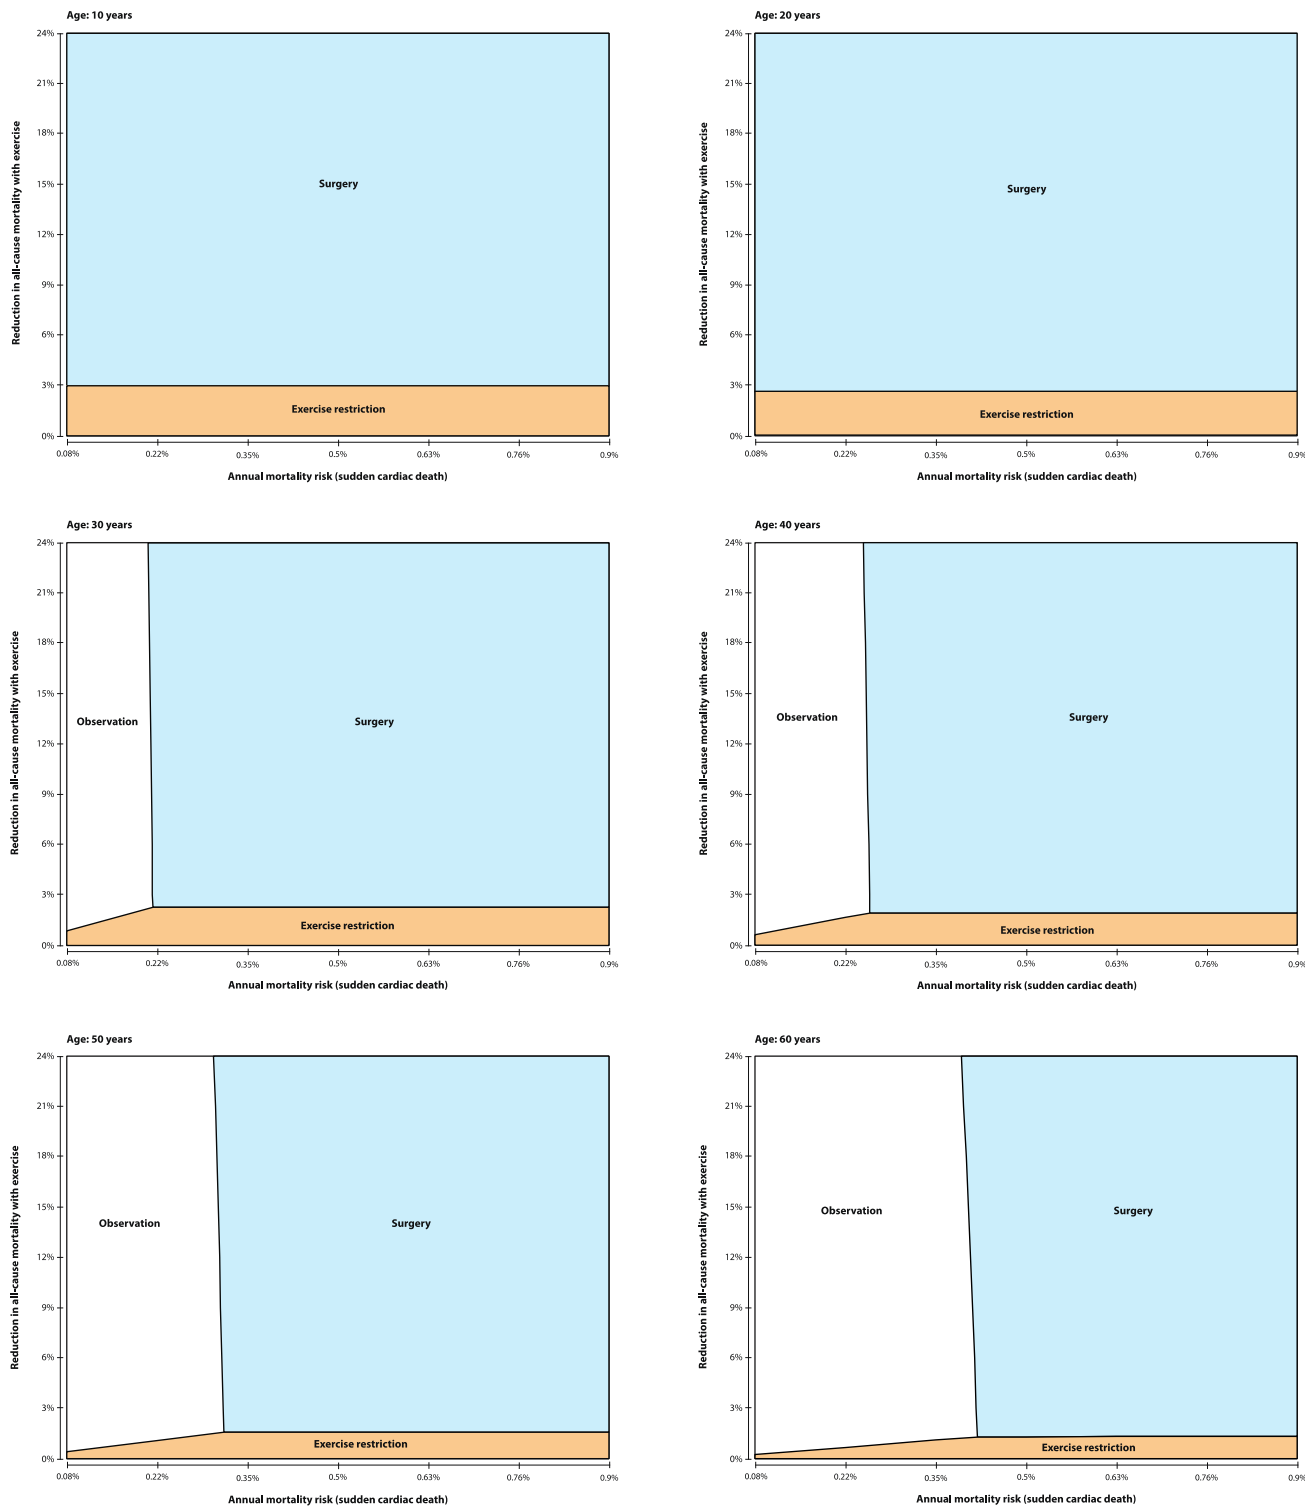 Age: 10 years
24%
21%
18%
15%
12%
9%
6%
3%
0%
Reduction in all-cause mortality with exercise
Surgery
Exercise restriction
0.08% 0.22% 0.35% 0.5% 0.63% 0.76% 0.9%
Annual mortality risk (sudden cardiac death)
Age: 20 years
24%
21%
18%
15%
12%
9%
6%
3%
0%
Reduction in all-cause mortality with exercise
Surgery
Exercise restriction
0.08% 0.22% 0.35% 0.5% 0.63% 0.76% 0.9%
Annual mortality risk (sudden cardiac death)
Age: 30 years
24%
21%
18%
15%
12%
9%
6%
3%
0%
Reduction in all-cause mortality with exercise
Observation
Surgery
Exercise restriction
0.08% 0.22% 0.35% 0.5% 0.63% 0.76% 0.9%
Annual mortality risk (sudden cardiac death)
Age: 40 years
24%
21%
18%
15%
12%
9%
6%
3%
0%
Reduction in all-cause mortality with exercise
Observation
Surgery
Exercise restriction
0.08% 0.22% 0.35% 0.5% 0.63% 0.76% 0.9%
Annual mortality risk (sudden cardiac death)
Age: 50 years
24%
21%
18%
15%
12%
9%
6%
3%
0%
Reduction in all-cause mortality with exercise
Observation
Surgery
Exercise restriction
0.08% 0.22% 0.35% 0.5% 0.63% 0.76% 0.9%
Annual mortality risk (sudden cardiac death)
Age: 60 years
24%
21%
18%
15%
12%
9%
6%
3%
0%
Reduction in all-cause mortality with exercise
Observation
Surgery
Exercise restriction
0.08% 0.22% 0.35% 0.5% 0.63% 0.76% 0.9%
Annual mortality risk (sudden cardiac death)